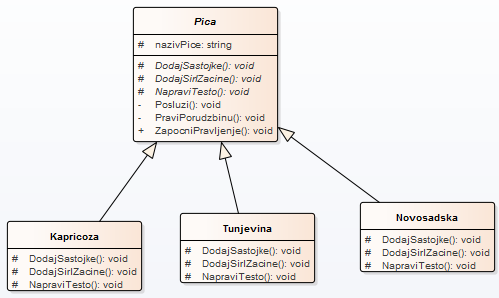 Pica
# nazivPice: string
# DodajSastojke(): void
# DodajSirIZacine(): void
# NapraviTesto(): void
- Posluzi(): void
- PraviPorudzbinu(): void
+ ZapocniPravljenje(): void
Kapricoza
# DodajSastojke(): void
# DodajSirIZacine(): void
# NapraviTesto(): void
Tunjevina
# DodajSastojke(): void
# DodajSirIZacine(): void
# NapraviTesto(): void
Novosadska
# DodajSastojke(): void
# DodajSirIZacine(): void
# NapraviTesto(): void